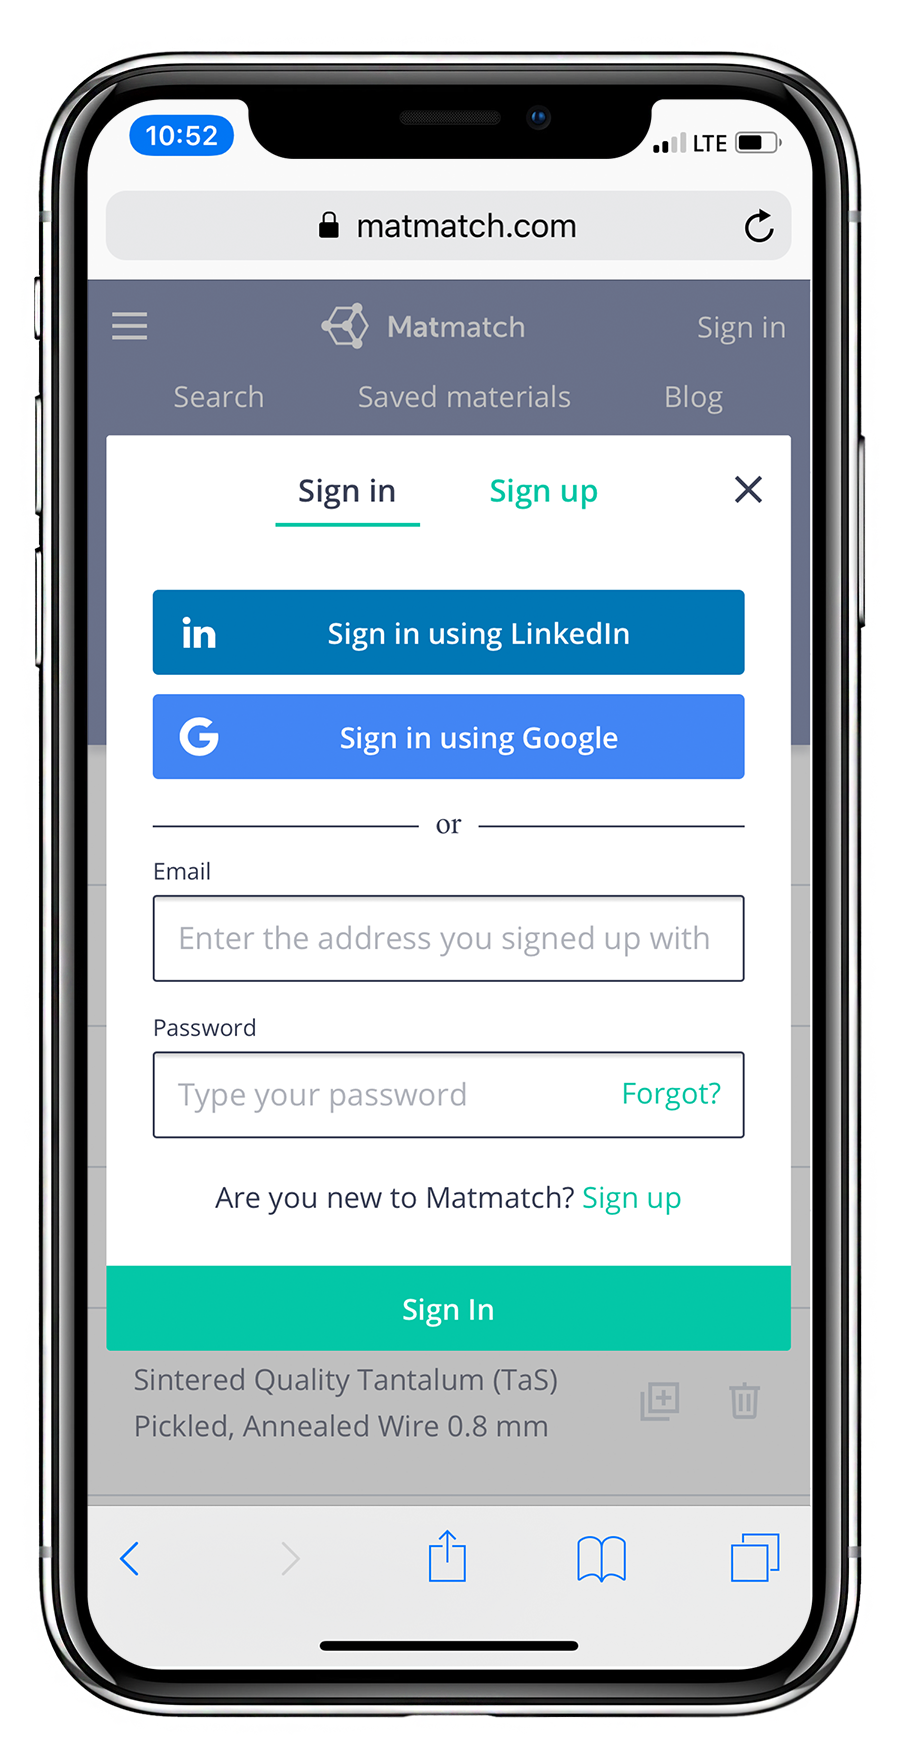 10:52
LTE
matmatch.com
Matmatch
Sign in
Search Saved materials Blog
Sign in Sign up
in Sign in using LinkedIn
G Sign in using Google
or
Email
Enter the address you signed up with
Password
Type your password Forgot?
Are you new to Matmatch? Sign up
Sign In
Sintered Quality Tantalum (TaS)
Pickled, Annealed Wire 0.8 mm